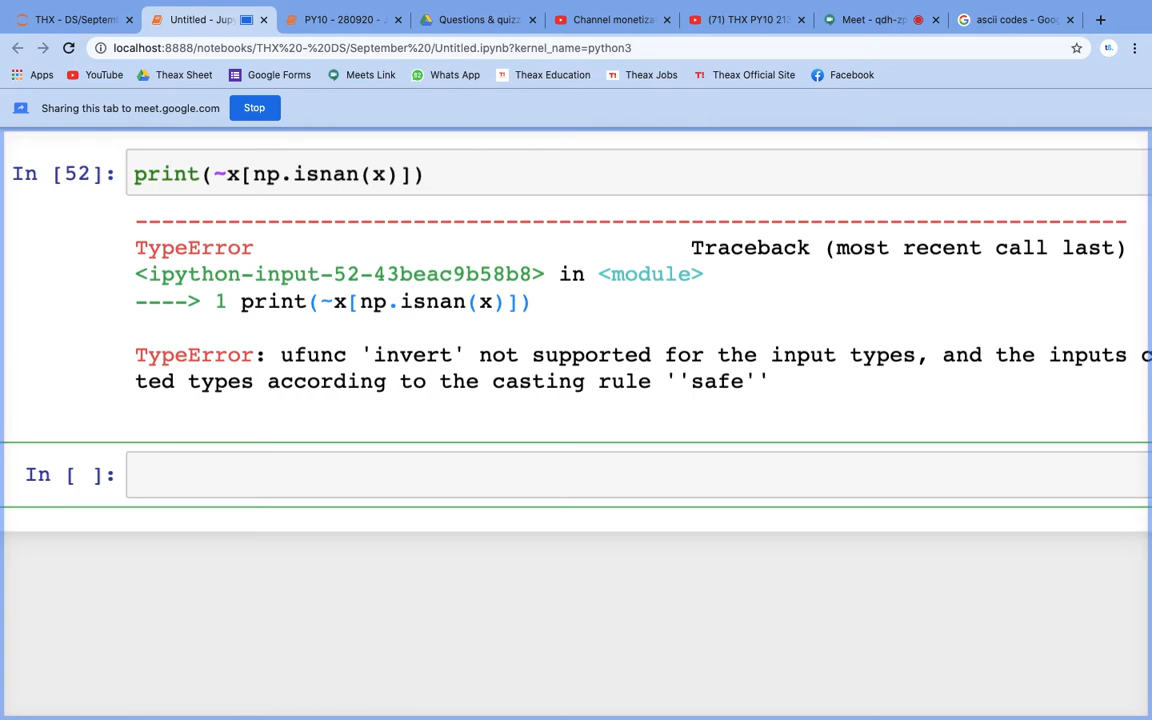 THX - DS/Septem
Untitled - Jupy
PY10 - 280920 - J
Questions & quizz
Channel monetiza
(71) THX PY10 213
Meet - qdh-zp
ascii codes - Goo
localhost:8888/notebooks/THX%20-%20DS/September%20/Untitled.ipynb?kernel_name=python3
Apps YouTube Theax Sheet Google Forms Meets Link Whats App Theax Education Theax Jobs Theax Official Site Facebook
Sharing this tab to meet.google.com Stop
In [52]: print(~x[np.isnan(x)])
---------------------------------------------------------------------------
TypeError Traceback (most recent call last)
<ipython-input-52-43beac9b58b8> in <module>
----> 1 print(~x[np.isnan(x)])
TypeError: ufunc 'invert' not supported for the input types, and the inputs c
ted types according to the casting rule ''safe''
In [ ]: